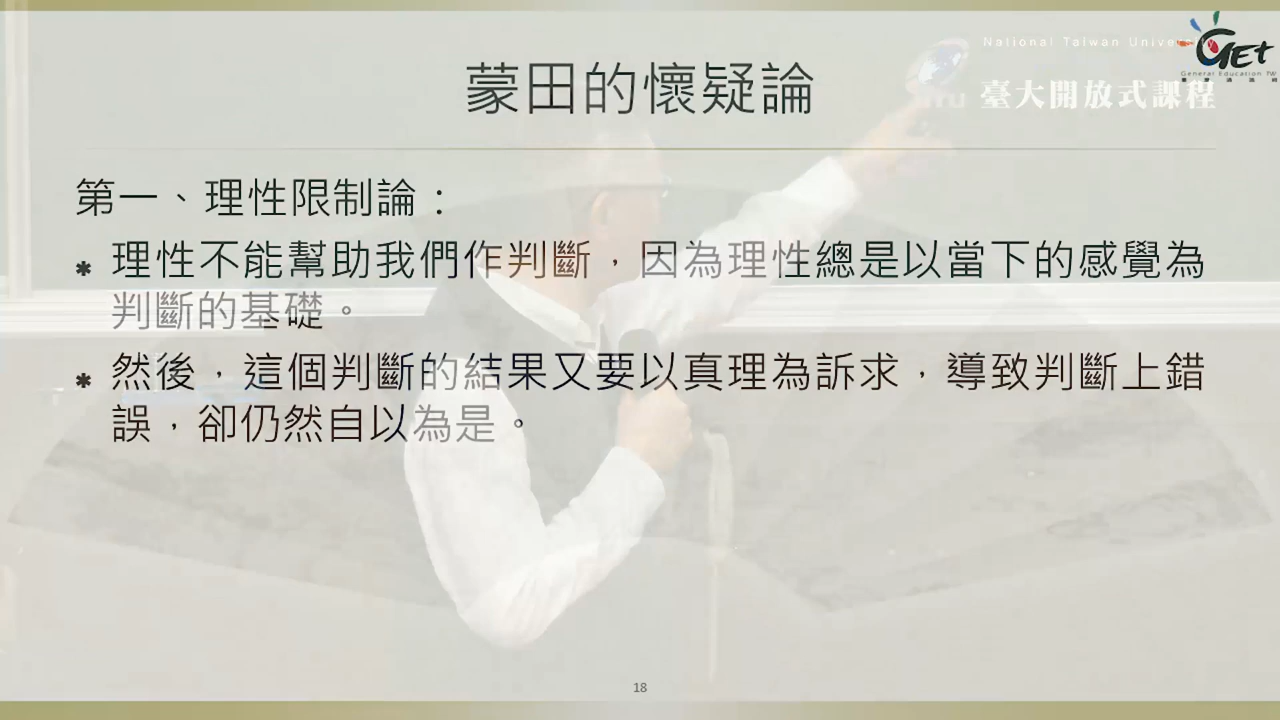 National Taiwan University
GET
General Education TW
臺大開放式課程
蒙田的懷疑論
第一、理性限制論：
* 理性不能幫助我們作判斷，因為理性總是以當下的感覺為
判斷的基礎。
* 然後，這個判斷的結果又要以真理為訴求，導致判斷上錯
誤，卻仍然自以為是。
18